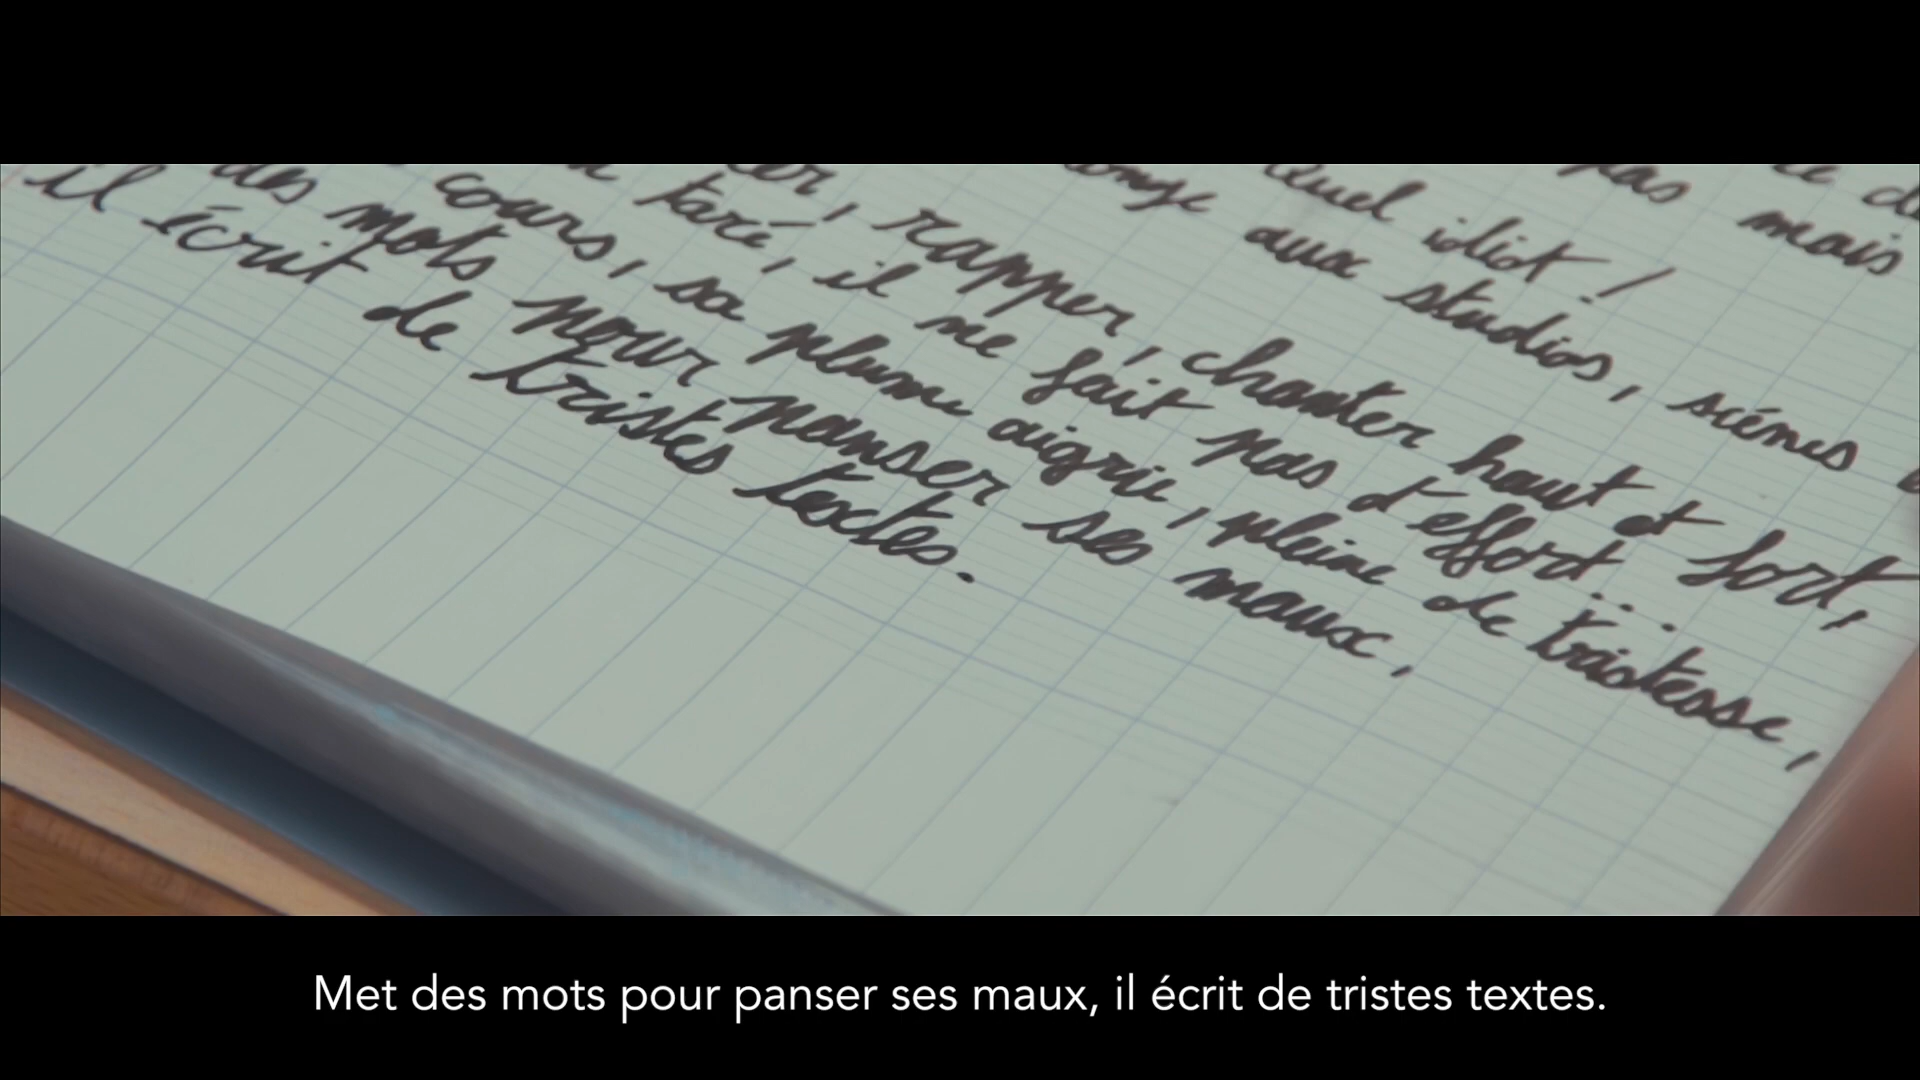 pas mais
idiot !
aux studios, scènes
, rapper, chanter haut et fort,
taré, il ne fait pas d'effort...
cours, sa plume aigrie, pleine de tristesse,
des mots pour panser ses maux,
il écrit de tristes textes.
Met des mots pour panser ses maux, il écrit de tristes textes.